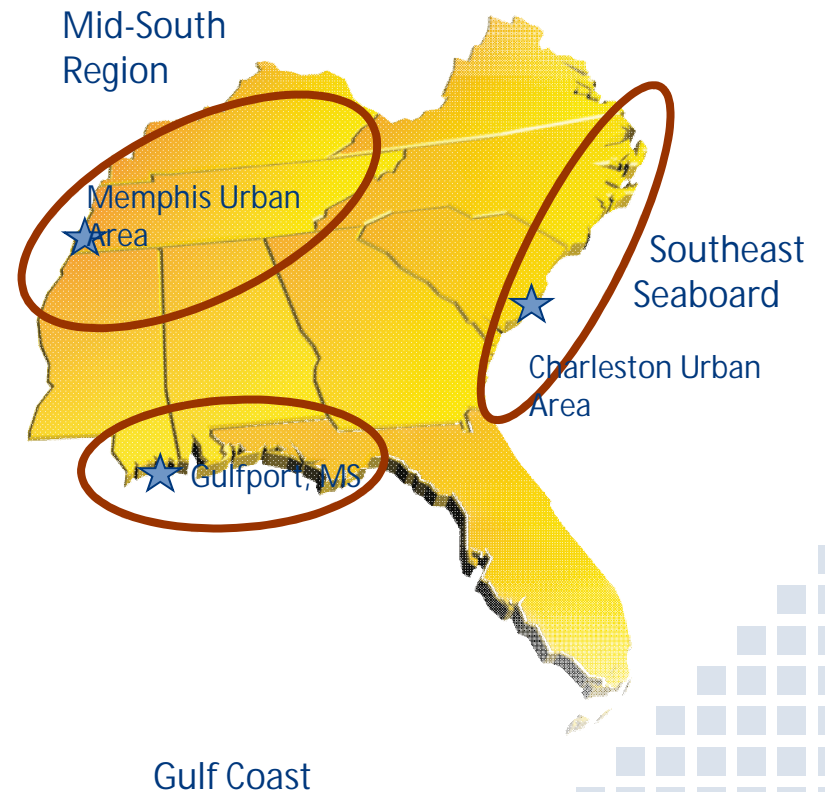 Mid-South
Region
Memphis Urban
Area
Southeast
Seaboard
Charleston Urban
Area
Gulfport, MS
Gulf Coast